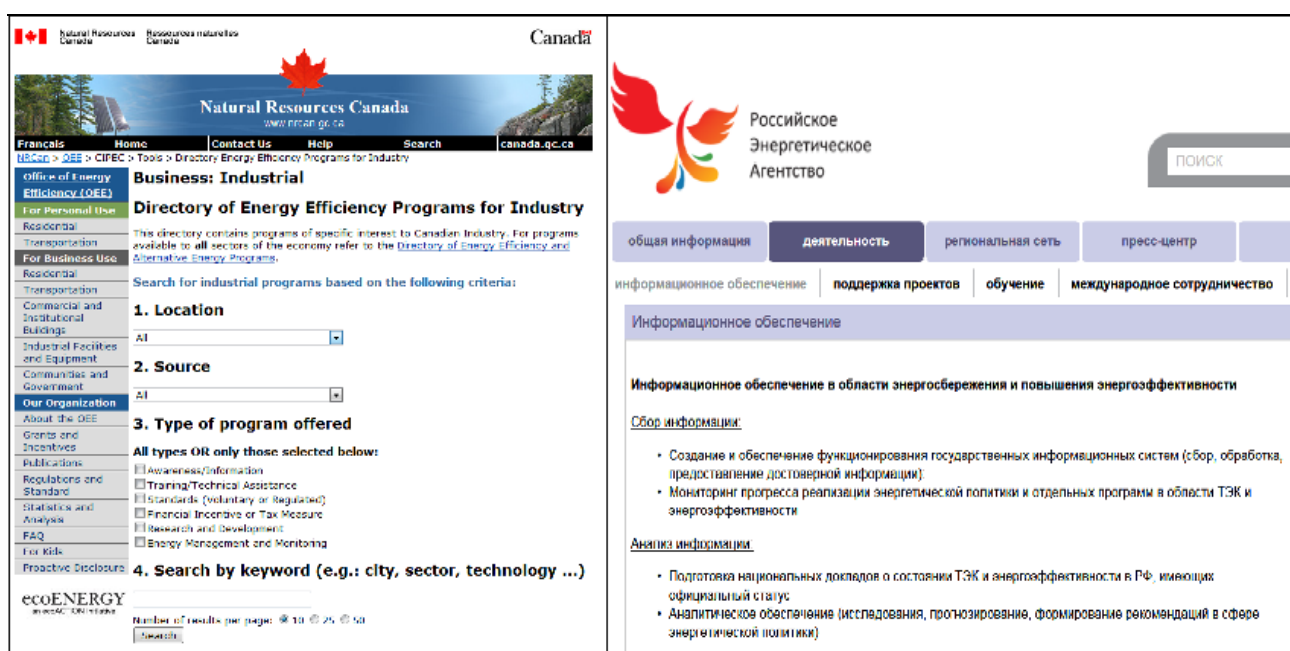 Natural Resources Canada
Ressources naturelles Canada
Canada
Natural Resources Canada
www.nrcan.gc.ca
Français Home Contact Us Help Search canada.gc.ca
NRCan > OEE > CIPEC > Tools > Directory Energy Efficiency Programs for Industry
Office of Energy
Efficiency (OEE)
For Personal Use
Residential
Transportation
For Business Use
Residential
Transportation
Commercial and
Institutional
Buildings
Industrial Facilities
and Equipment
Communities and
Government
Our Organization
About the OEE
Grants and
Incentives
Publications
Regulations and
Standard
Statistics and
Analysis
FAQ
For Kids
Proactive Disclosure
ecoENERGY
an ecoACTION initiative
Business: Industrial
Directory of Energy Efficiency Programs for Industry
This directory contains programs of specific interest to Canadian Industry. For programs
available to all sectors of the economy refer to the Directory of Energy Efficiency and
Alternative Energy Programs.
Search for industrial programs based on the following criteria:
1. Location
All
2. Source
All
3. Type of program offered
All types OR only those selected below:
Awareness/Information
Training/Technical Assistance
Standards (Voluntary or Regulated)
Financial Incentive or Tax Measure
Research and Development
Energy Management and Monitoring
4. Search by keyword (e.g.: city, sector, technology ...)
Number of results per page: 10 25 50
Search
Российское
Энергетическое
Агентство
ПОИСК
общая информация деятельность региональная сеть пресс-центр
информационное обеспечение поддержка проектов обучение международное сотрудничество
Информационное обеспечение
Информационное обеспечение в области энергосбережения и повышения энергоэффективности
Сбор информации:
• Создание и обеспечение функционирования государственных информационных систем (сбор, обработка,
предоставление достоверной информации);
• Мониторинг прогресса реализации энергетической политики и отдельных программ в области ТЭК и
энергоэффективности
Анализ информации:
• Подготовка национальных докладов о состоянии ТЭК и энергоэффективности в РФ, имеющих
официальный статус
• Аналитическое обеспечение (исследования, прогнозирование, формирование рекомендаций в сфере
энергетической политики)